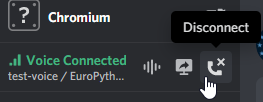 Chromium
Disconnect
Voice Connected
test-voice / EuroPyth...